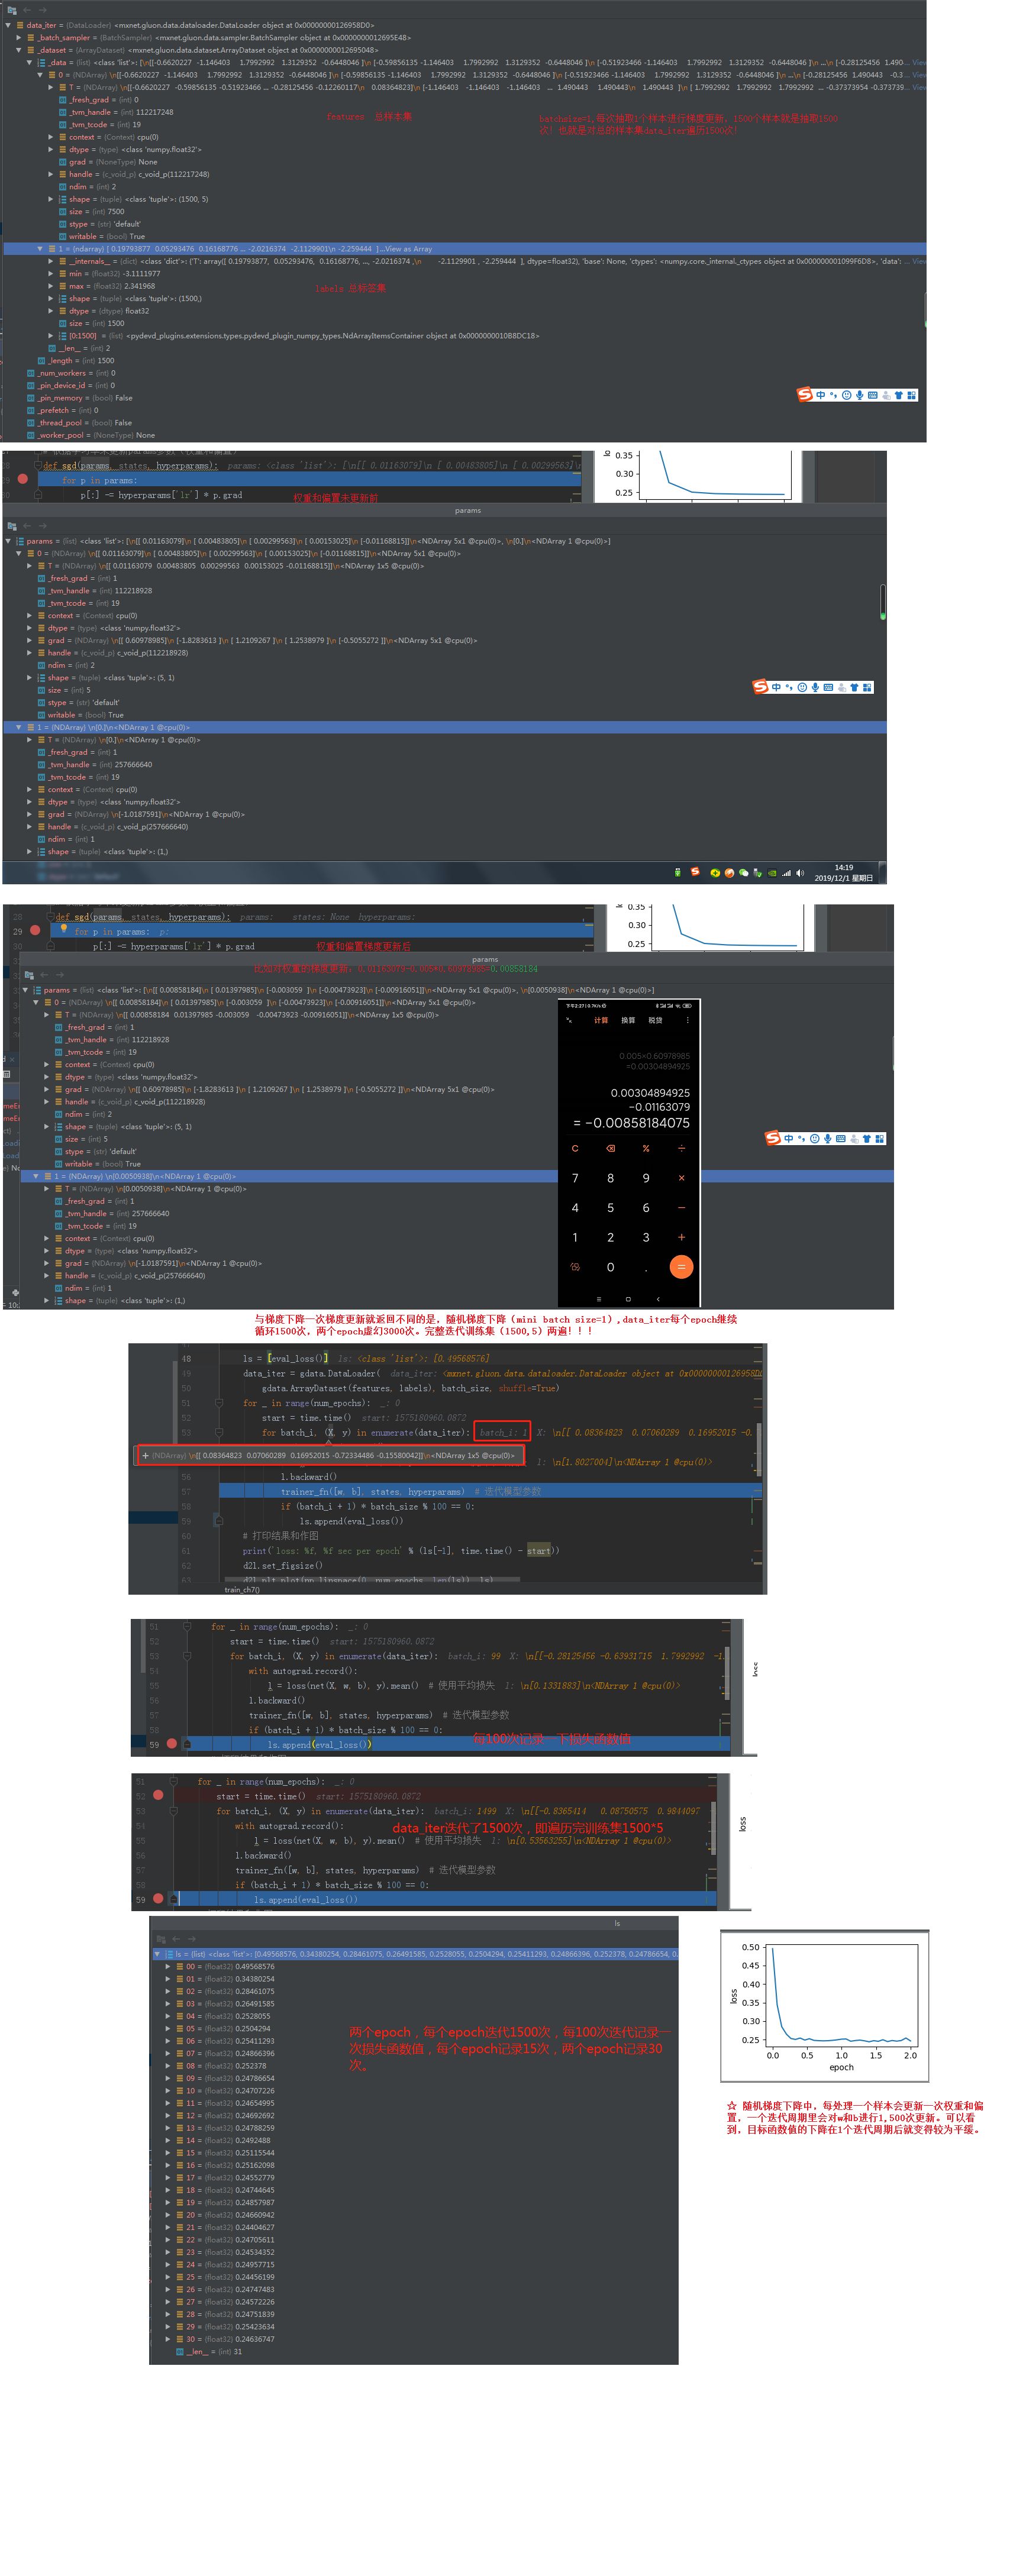 data_iter = {DataLoader} <mxnet.gluon.data.dataloader.DataLoader object at 0x00000000126958D0>
_batch_sampler = {BatchSampler} <mxnet.gluon.data.sampler.BatchSampler object at 0x0000000012695E48>
_dataset = {ArrayDataset} <mxnet.gluon.data.dataset.ArrayDataset object at 0x0000000012695048>
_data = {list} <class 'list'>: [\n[[-0.6620227 -1.146403 1.7992992 1.3129352 -0.6448046 ]\n [-0.59856135 -1.146403 1.7992992 1.3129352 -0.6448046 ]\n [-0.51923466 -1.146403 1.7992992 1.3129352 -0.6448046 ]\n ...\n [-0.28125456 1.490... View
0 = {NDArray} \n[[-0.6620227 -1.146403 1.7992992 1.3129352 -0.6448046 ]\n [-0.59856135 -1.146403 1.7992992 1.3129352 -0.6448046 ]\n [-0.51923466 -1.146403 1.7992992 1.3129352 -0.6448046 ]\n ...\n [-0.28125456 1.490443 -0.3... View
T = {NDArray} \n[[-0.6620227 -0.59856135 -0.51923466 ... -0.28125456 -0.12260117\n 0.08364823]\n [-1.146403 -1.146403 -1.146403 ... 1.490443 1.490443\n 1.490443 ]\n [ 1.7992992 1.7992992 1.7992992 ... -0.37373954 -0.373739... View
_fresh_grad = {int} 0
_tvm_handle = {int} 112217248
features 总样本集
batchsize=1,每次抽取1个样本进行梯度更新，1500个样本就是抽取1500
次！也就是对总的样本集data_iter遍历1500次！
_tvm_tcode = {int} 19
context = {Context} cpu(0)
dtype = {type} <class 'numpy.float32'>
grad = {NoneType} None
handle = {c_void_p} c_void_p(112217248)
ndim = {int} 2
shape = {tuple} <class 'tuple'>: (1500, 5)
size = {int} 7500
stype = {str} 'default'
writable = {bool} True
1 = {ndarray} [ 0.19793877 0.05293476 0.16168776 ... -2.0216374 -2.1129901\n -2.259444 ] ...View as Array
__internals__ = {dict} <class 'dict'>: {'T': array([ 0.19793877, 0.05293476, 0.16168776, ..., -2.0216374 ,\n -2.1129901 , -2.259444 ], dtype=float32), 'base': None, 'ctypes': <numpy.core._internal._ctypes object at 0x000000001099F6D8>, 'data': ... View
min = {float32} -3.1111977
max = {float32} 2.341968
labels 总标签集
shape = {tuple} <class 'tuple'>: (1500,)
dtype = {dtype} float32
size = {int} 1500
[0:1500] = {list} <pydevd_plugins.extensions.types.pydevd_plugin_numpy_types.NdArrayItemsContainer object at 0x0000000010B8DC18>
__len__ = {int} 2
_length = {int} 1500
_num_workers = {int} 0
_pin_device_id = {int} 0
_pin_memory = {bool} False
中
_prefetch = {int} 0
_thread_pool = {bool} False
_worker_pool = {NoneType} None
28 def sgd(params, states, hyperparams): params: <class 'list'>: [\n[[ 0.01163079]\n [ 0.00483805]\n [ 0.00299563]\n
29 for p in params:
30 p[:] -= hyperparams['lr'] * p.grad
权重和偏置未更新前
0.35
0.30
0.25
params
params = {list} <class 'list'>: [\n[[ 0.01163079]\n [ 0.00483805]\n [ 0.00299563]\n [ 0.00153025]\n [-0.01168815]]\n<NDArray 5x1 @cpu(0)>, \n[0.]\n<NDArray 1 @cpu(0)>]
0 = {NDArray} \n[[ 0.01163079]\n [ 0.00483805]\n [ 0.00299563]\n [ 0.00153025]\n [-0.01168815]]\n<NDArray 5x1 @cpu(0)>
T = {NDArray} \n[[ 0.01163079 0.00483805 0.00299563 0.00153025 -0.01168815]]\n<NDArray 1x5 @cpu(0)>
_fresh_grad = {int} 1
_tvm_handle = {int} 112218928
_tvm_tcode = {int} 19
context = {Context} cpu(0)
dtype = {type} <class 'numpy.float32'>
grad = {NDArray} \n[[ 0.60978985]\n [-1.8283613 ]\n [ 1.2109267 ]\n [ 1.2538979 ]\n [-0.5055272 ]]\n<NDArray 5x1 @cpu(0)>
handle = {c_void_p} c_void_p(112218928)
ndim = {int} 2
shape = {tuple} <class 'tuple'>: (5, 1)
size = {int} 5
中
stype = {str} 'default'
writable = {bool} True
1 = {NDArray} \n[0.]\n<NDArray 1 @cpu(0)>
T = {NDArray} \n[0.]\n<NDArray 1 @cpu(0)>
_fresh_grad = {int} 1
_tvm_handle = {int} 257666640
_tvm_tcode = {int} 19
context = {Context} cpu(0)
dtype = {type} <class 'numpy.float32'>
grad = {NDArray} \n[-1.0187591]\n<NDArray 1 @cpu(0)>
handle = {c_void_p} c_void_p(257666640)
ndim = {int} 1
shape = {tuple} <class 'tuple'>: (1,)
14:19
2019/12/1 星期日
28 def sgd(params, states, hyperparams): params: states: None hyperparams:
29 for p in params: p:
30 p[:] -= hyperparams['lr'] * p.grad
权重和偏置梯度更新后
0.30
0.25
params
比如对权重的梯度更新，0.01163079-0.005*0.60978985=0.00858184
params = {list} <class 'list'>: [\n[[ 0.00858184]\n [ 0.01397985]\n [-0.003059 ]\n [-0.00473923]\n [-0.00916051]]\n<NDArray 5x1 @cpu(0)>, \n[0.0050938]\n<NDArray 1 @cpu(0)>]
0 = {NDArray} \n[[ 0.00858184]\n [ 0.01397985]\n [-0.003059 ]\n [-0.00473923]\n [-0.00916051]]\n<NDArray 5x1 @cpu(0)>
T = {NDArray} \n[[ 0.00858184 0.01397985 -0.003059 -0.00473923 -0.00916051]]\n<NDArray 1x5 @cpu(0)>
_fresh_grad = {int} 1
_tvm_handle = {int} 112218928
_tvm_tcode = {int} 19
context = {Context} cpu(0)
dtype = {type} <class 'numpy.float32'>
grad = {NDArray} \n[[ 0.60978985]\n [-1.8283613 ]\n [ 1.2109267 ]\n [ 1.2538979 ]\n [-0.5055272 ]]\n<NDArray 5x1 @cpu(0)>
handle = {c_void_p} c_void_p(112218928)
ndim = {int} 2
shape = {tuple} <class 'tuple'>: (5, 1)
size = {int} 5
stype = {str} 'default'
writable = {bool} True
1 = {NDArray} \n[0.0050938]\n<NDArray 1 @cpu(0)>
T = {NDArray} \n[0.0050938]\n<NDArray 1 @cpu(0)>
_fresh_grad = {int} 1
_tvm_handle = {int} 257666640
_tvm_tcode = {int} 19
context = {Context} cpu(0)
dtype = {type} <class 'numpy.float32'>
grad = {NDArray} \n[-1.0187591]\n<NDArray 1 @cpu(0)>
handle = {c_void_p} c_void_p(257666640)
ndim = {int} 1
shape = {tuple} <class 'tuple'>: (1,)
计算 换算 税贷
0.005×0.60978985
=0.00304894925
0.00304894925
−0.01163079
= −0.00858184075
C % ÷
7 8 9 ×
4 5 6 −
1 2 3 +
0 . =
中
与梯度下降一次梯度更新就返回不同的是，随机梯度下降（mini batch size=1）,data_iter每个epoch继续
循环1500次，两个epoch虚幻3000次。完整迭代训练集（1500,5）两遍！！！
48 ls = [eval_loss()] ls: <class 'list'>: [0.49568576]
49 data_iter = gdata.DataLoader( data_iter: <mxnet.gluon.data.dataloader.DataLoader object at 0x00000000126958D0
50 gdata.ArrayDataset(features, labels), batch_size, shuffle=True)
51 for _ in range(num_epochs): _: 0
52 start = time.time() start: 1575180960.0872
53 for batch_i, (X, y) in enumerate(data_iter): batch_i: 1 X: \n[[ 0.08364823 0.07060289 0.16952015 -0.
{NDArray} \n[[ 0.08364823 0.07060289 0.16952015 -0.72334486 -0.15580042]]\n<NDArray 1x5 @cpu(0)>
l: \n[1.8027004]\n<NDArray 1 @cpu(0)>
56 l.backward()
57 trainer_fn([w, b], states, hyperparams) # 迭代模型参数
58 if (batch_i + 1) * batch_size % 100 == 0:
59 ls.append(eval_loss())
60 # 打印结果和作图
61 print('loss: %f, %f sec per epoch' % (ls[-1], time.time() - start))
62 d2l.set_figsize()
63 d2l.plt.plot(np.linspace(0, num_epochs, len(ls)), ls)
train_ch7()
51 for _ in range(num_epochs): _: 0
52 start = time.time() start: 1575180960.0872
53 for batch_i, (X, y) in enumerate(data_iter): batch_i: 99 X: \n[[-0.28125456 -0.63931715 1.7992992 -1.
54 with autograd.record():
55 l = loss(net(X, w, b), y).mean() # 使用平均损失 l: \n[0.1331883]\n<NDArray 1 @cpu(0)>
56 l.backward()
57 trainer_fn([w, b], states, hyperparams) # 迭代模型参数
58 if (batch_i + 1) * batch_size % 100 == 0:
59 ls.append(eval_loss())
每100次记录一下损失函数值
loss
51 for _ in range(num_epochs): _: 0
52 start = time.time() start: 1575180960.0872
53 for batch_i, (X, y) in enumerate(data_iter): batch_i: 1499 X: \n[[-0.8365414 0.08750575 0.9844097
54 with autograd.record():
data_iter迭代了1500次，即遍历完训练集1500*5
55 l = loss(net(X, w, b), y).mean() # 使用平均损失 l: \n[0.53563255]\n<NDArray 1 @cpu(0)>
56 l.backward()
57 trainer_fn([w, b], states, hyperparams) # 迭代模型参数
58 if (batch_i + 1) * batch_size % 100 == 0:
59 ls.append(eval_loss())
loss
ls
ls = {list} <class 'list'>: [0.49568576, 0.34380254, 0.28461075, 0.26491585, 0.2528055, 0.2504294, 0.25411293, 0.24866396, 0.252378, 0.24786654, 0.
00 = {float32} 0.49568576
01 = {float32} 0.34380254
02 = {float32} 0.28461075
03 = {float32} 0.26491585
04 = {float32} 0.2528055
05 = {float32} 0.2504294
06 = {float32} 0.25411293
07 = {float32} 0.24866396
08 = {float32} 0.252378
09 = {float32} 0.24786654
10 = {float32} 0.24707226
11 = {float32} 0.24654995
12 = {float32} 0.24692692
13 = {float32} 0.24788259
14 = {float32} 0.2492488
15 = {float32} 0.25115544
16 = {float32} 0.25162098
17 = {float32} 0.24552779
18 = {float32} 0.24744645
19 = {float32} 0.24857987
20 = {float32} 0.24660942
21 = {float32} 0.24404627
22 = {float32} 0.24705611
23 = {float32} 0.24534352
24 = {float32} 0.24957715
25 = {float32} 0.24456199
26 = {float32} 0.24747483
27 = {float32} 0.24572226
28 = {float32} 0.24751839
29 = {float32} 0.25423634
30 = {float32} 0.24636747
__len__ = {int} 31
两个epoch，每个epoch迭代1500次，每100次迭代记录一
次损失函数值，每个epoch记录15次，两个epoch记录30
次。
0.50
0.45
0.40
0.35
0.30
0.25
loss
0.0 0.5 1.0 1.5 2.0
epoch
☆ 随机梯度下降中，每处理一个样本会更新一次权重和偏
置，一个迭代周期里会对w和b进行1,500次更新。可以看
到，目标函数值的下降在1个迭代周期后就变得较为平缓。